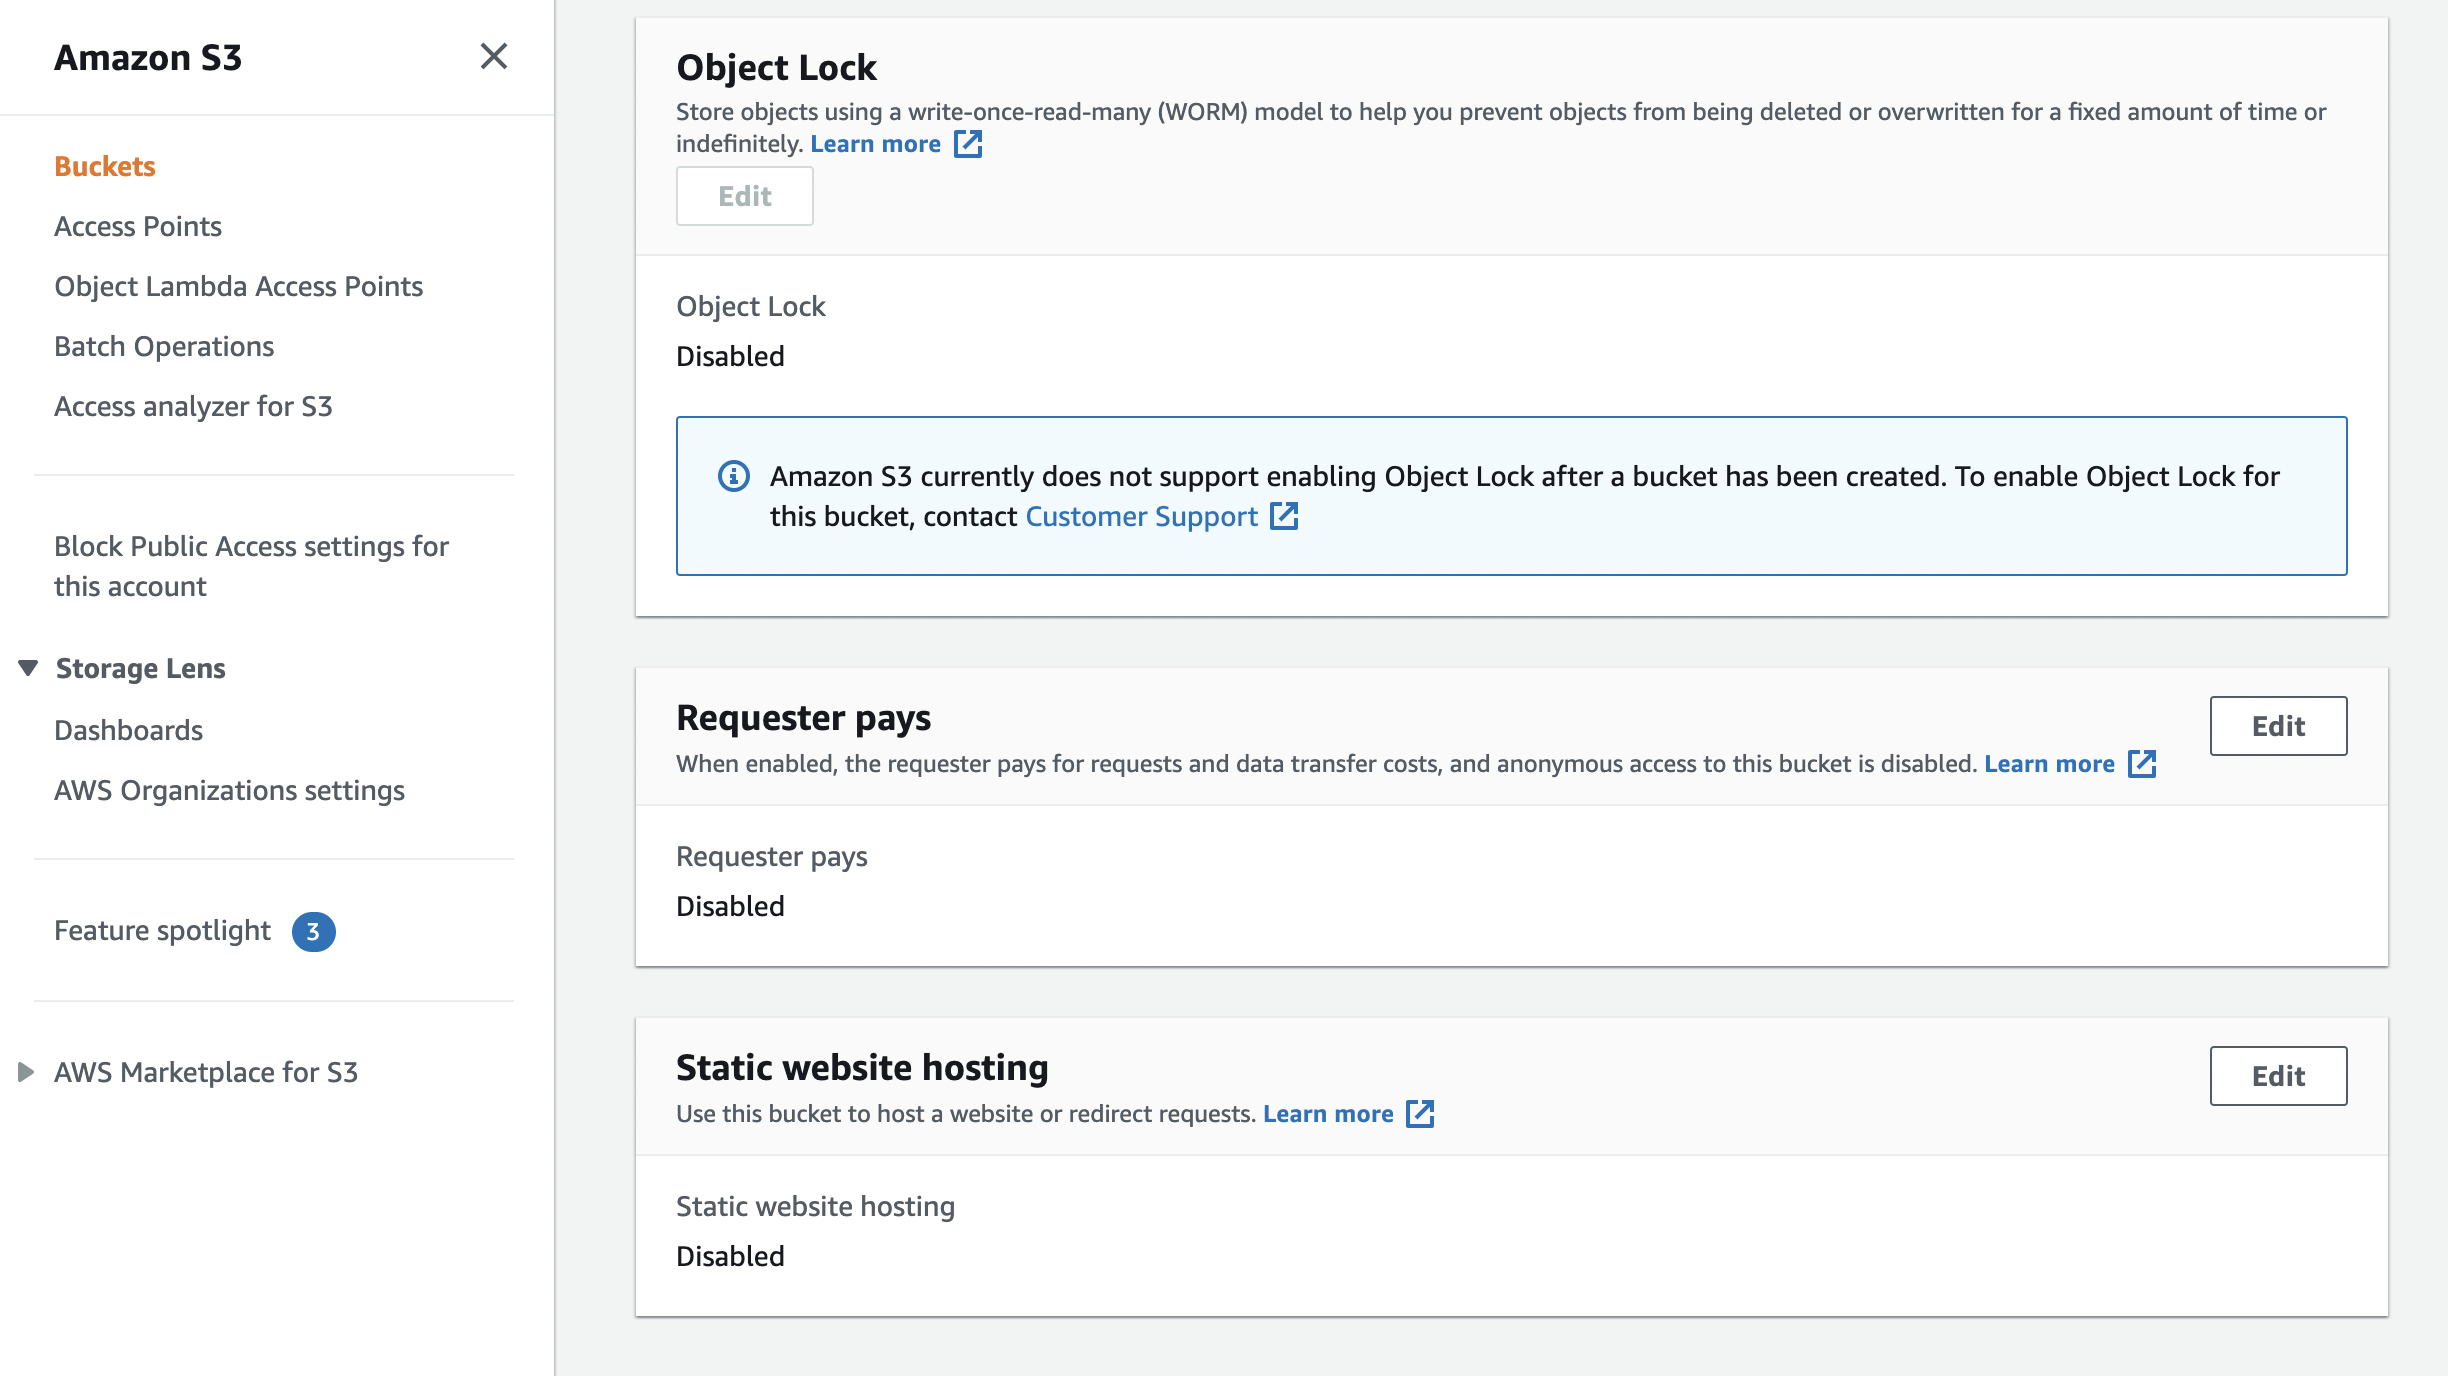 Amazon S3
Buckets
Access Points
Object Lambda Access Points
Batch Operations
Access analyzer for S3
Block Public Access settings for
this account
Storage Lens
Dashboards
AWS Organizations settings
Feature spotlight 3
AWS Marketplace for S3
Object Lock
Store objects using a write-once-read-many (WORM) model to help you prevent objects from being deleted or overwritten for a fixed amount of time or
indefinitely. Learn more
Edit
Object Lock
Disabled
Amazon S3 currently does not support enabling Object Lock after a bucket has been created. To enable Object Lock for
this bucket, contact Customer Support
Requester pays
Edit
When enabled, the requester pays for requests and data transfer costs, and anonymous access to this bucket is disabled. Learn more
Requester pays
Disabled
Static website hosting
Edit
Use this bucket to host a website or redirect requests. Learn more
Static website hosting
Disabled